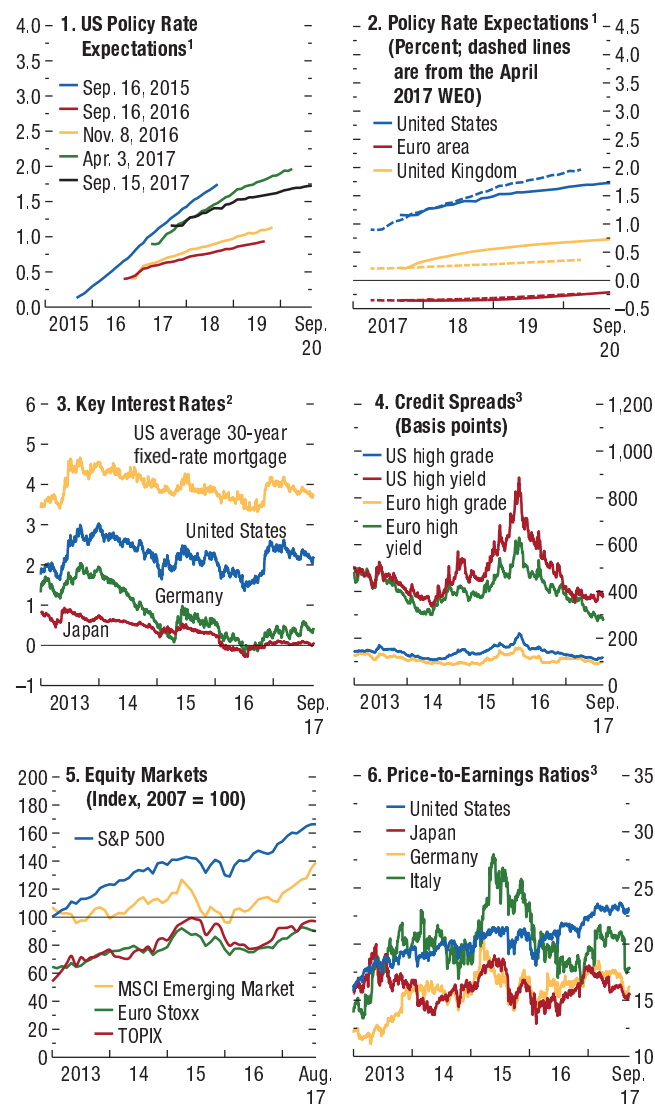 1. US Policy Rate
Expectations¹
4.0
3.5
3.0
2.5
2.0
1.5
1.0
0.5
0.0
Sep. 16, 2015
Sep. 16, 2016
Nov. 8, 2016
Apr. 3, 2017
Sep. 15, 2017
2015 16 17 18 19 Sep.
20
2. Policy Rate Expectations¹
(Percent; dashed lines
are from the April
2017 WEO)
United States
Euro area
United Kingdom
4.5
4.0
3.5
3.0
2.5
2.0
1.5
1.0
0.5
0.0
–0.5
2017 18 19 Sep.
20
3. Key Interest Rates²
6
5
4
3
2
1
0
–1
US average 30-year
fixed-rate mortgage
United States
Germany
Japan
2013 14 15 16 Sep.
17
4. Credit Spreads³
(Basis points)
US high grade
US high yield
Euro high grade
Euro high
yield
1,200
1,000
800
600
400
200
0
2013 14 15 16 Sep.
17
5. Equity Markets
(Index, 2007 = 100)
200
180
160
140
120
100
80
60
40
20
0
S&P 500
MSCI Emerging Market
Euro Stoxx
TOPIX
2013 14 15 16 Aug.
17
6. Price-to-Earnings Ratios³
United States
Japan
Germany
Italy
35
30
25
20
15
10
2013 14 15 16 Sep.
17